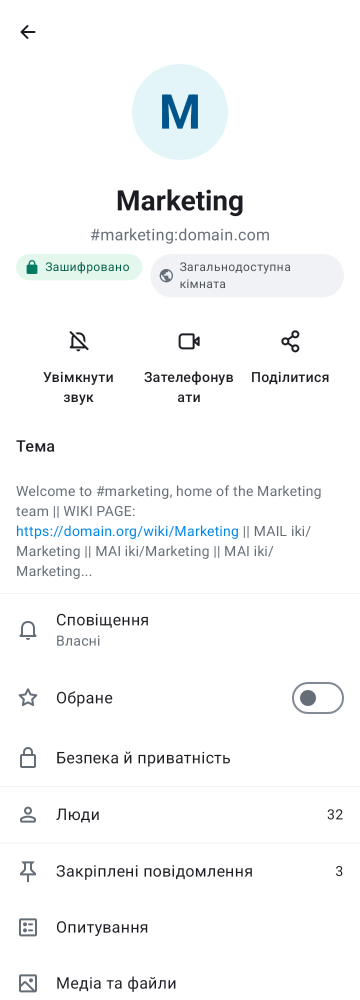 M
Marketing
#marketing:domain.com
Зашифровано
Загальнодоступна
кімната
Увімкнути
звук
Зателефонув
ати
Поділитися
Тема
Welcome to #marketing, home of the Marketing
team || WIKI PAGE:
https://domain.org/wiki/Marketing || MAIL iki/
Marketing || MAI iki/Marketing || MAI iki/
Marketing...
Сповіщення
Власні
Обране
Безпека й приватність
Люди 32
Закріплені повідомлення 3
Опитування
Медіа та файли